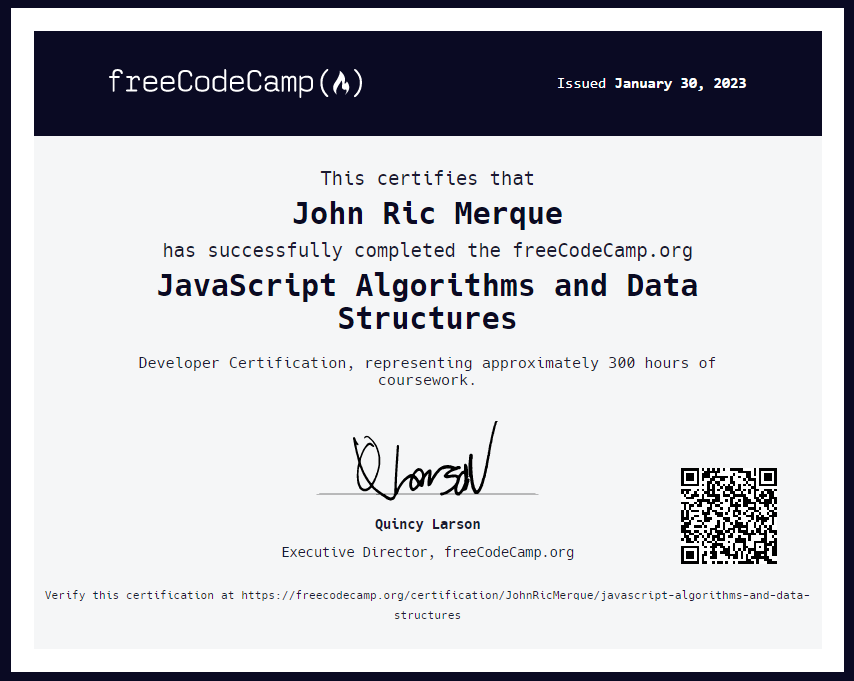 freeCodeCamp
Issued January 30, 2023
This certifies that
John Ric Merque
has successfully completed the freeCodeCamp.org
JavaScript Algorithms and Data
Structures
Developer Certification, representing approximately 300 hours of
coursework.
Q Larson
Quincy Larson
Executive Director, freeCodeCamp.org
Verify this certification at https://freecodecamp.org/certification/JohnRicMerque/javascript-algorithms-and-data-
structures